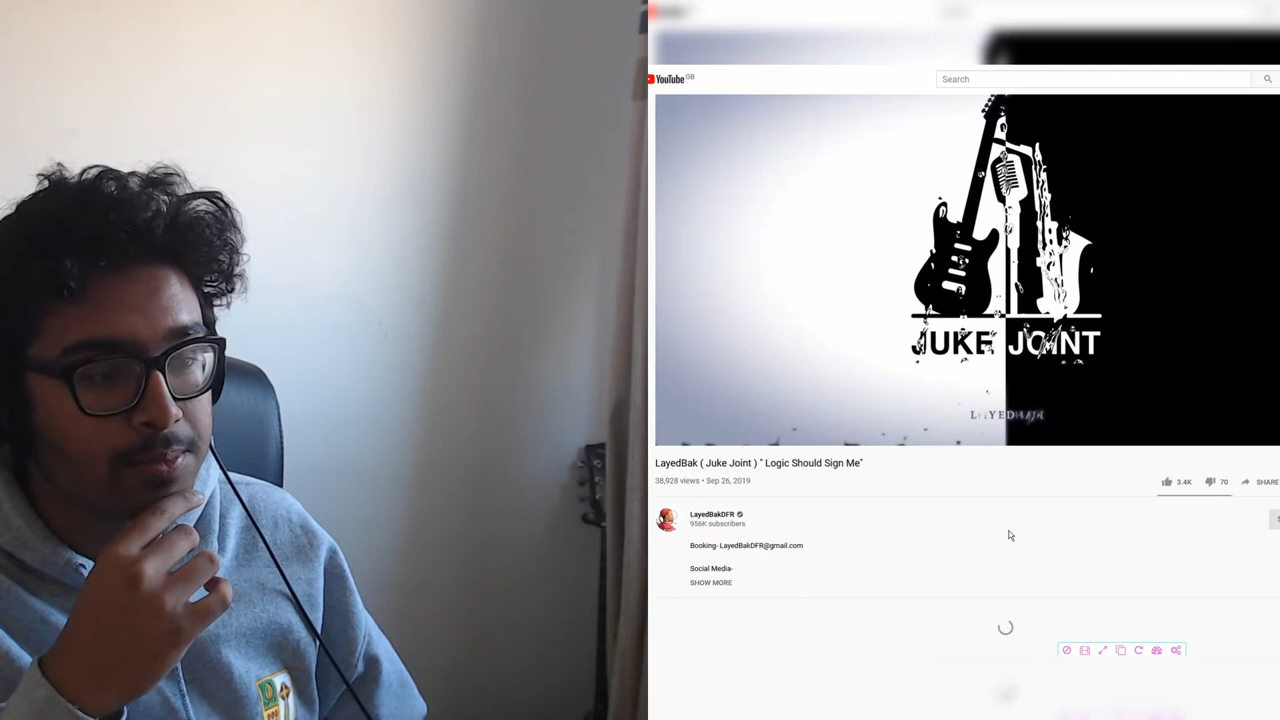 YouTube GB
Search
JUKE JOINT
LAYEDBAK
LayedBak ( Juke Joint ) " Logic Should Sign Me"
38,928 views • Sep 26, 2019
3.4K 70 SHARE
LayedBakDFR
956K subscribers
Booking- LayedBakDFR@gmail.com
Social Media-
SHOW MORE